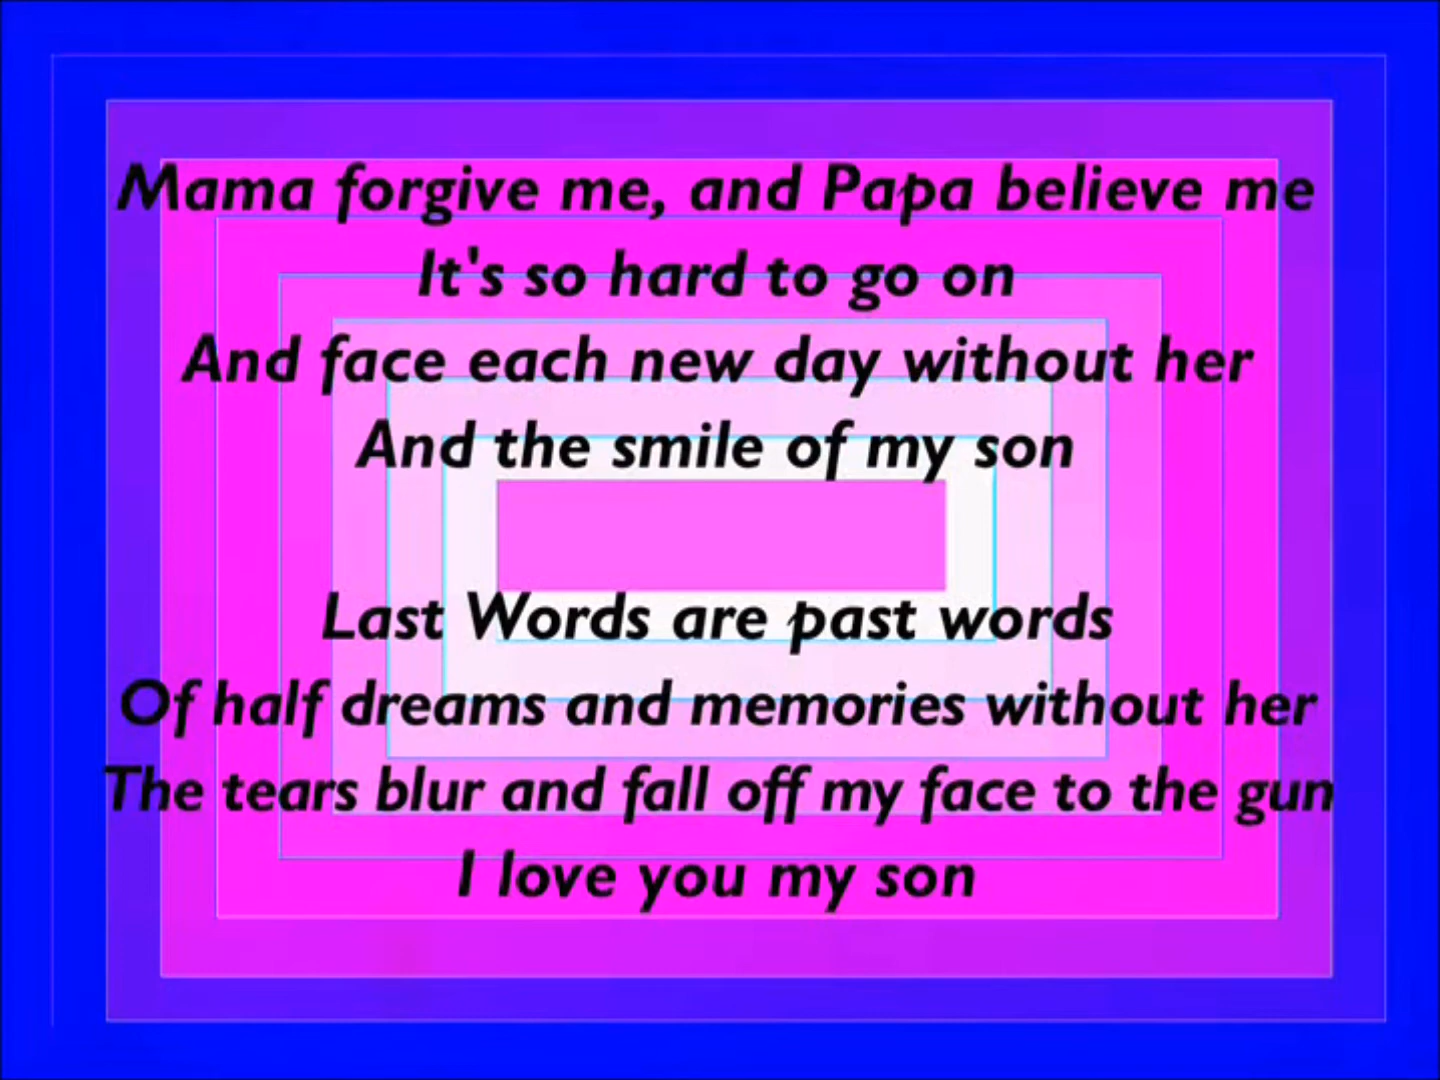 Mama forgive me, and Papa believe me
It's so hard to go on
And face each new day without her
And the smile of my son
Last Words are past words
Of half dreams and memories without her
The tears blur and fall off my face to the gun
I love you my son